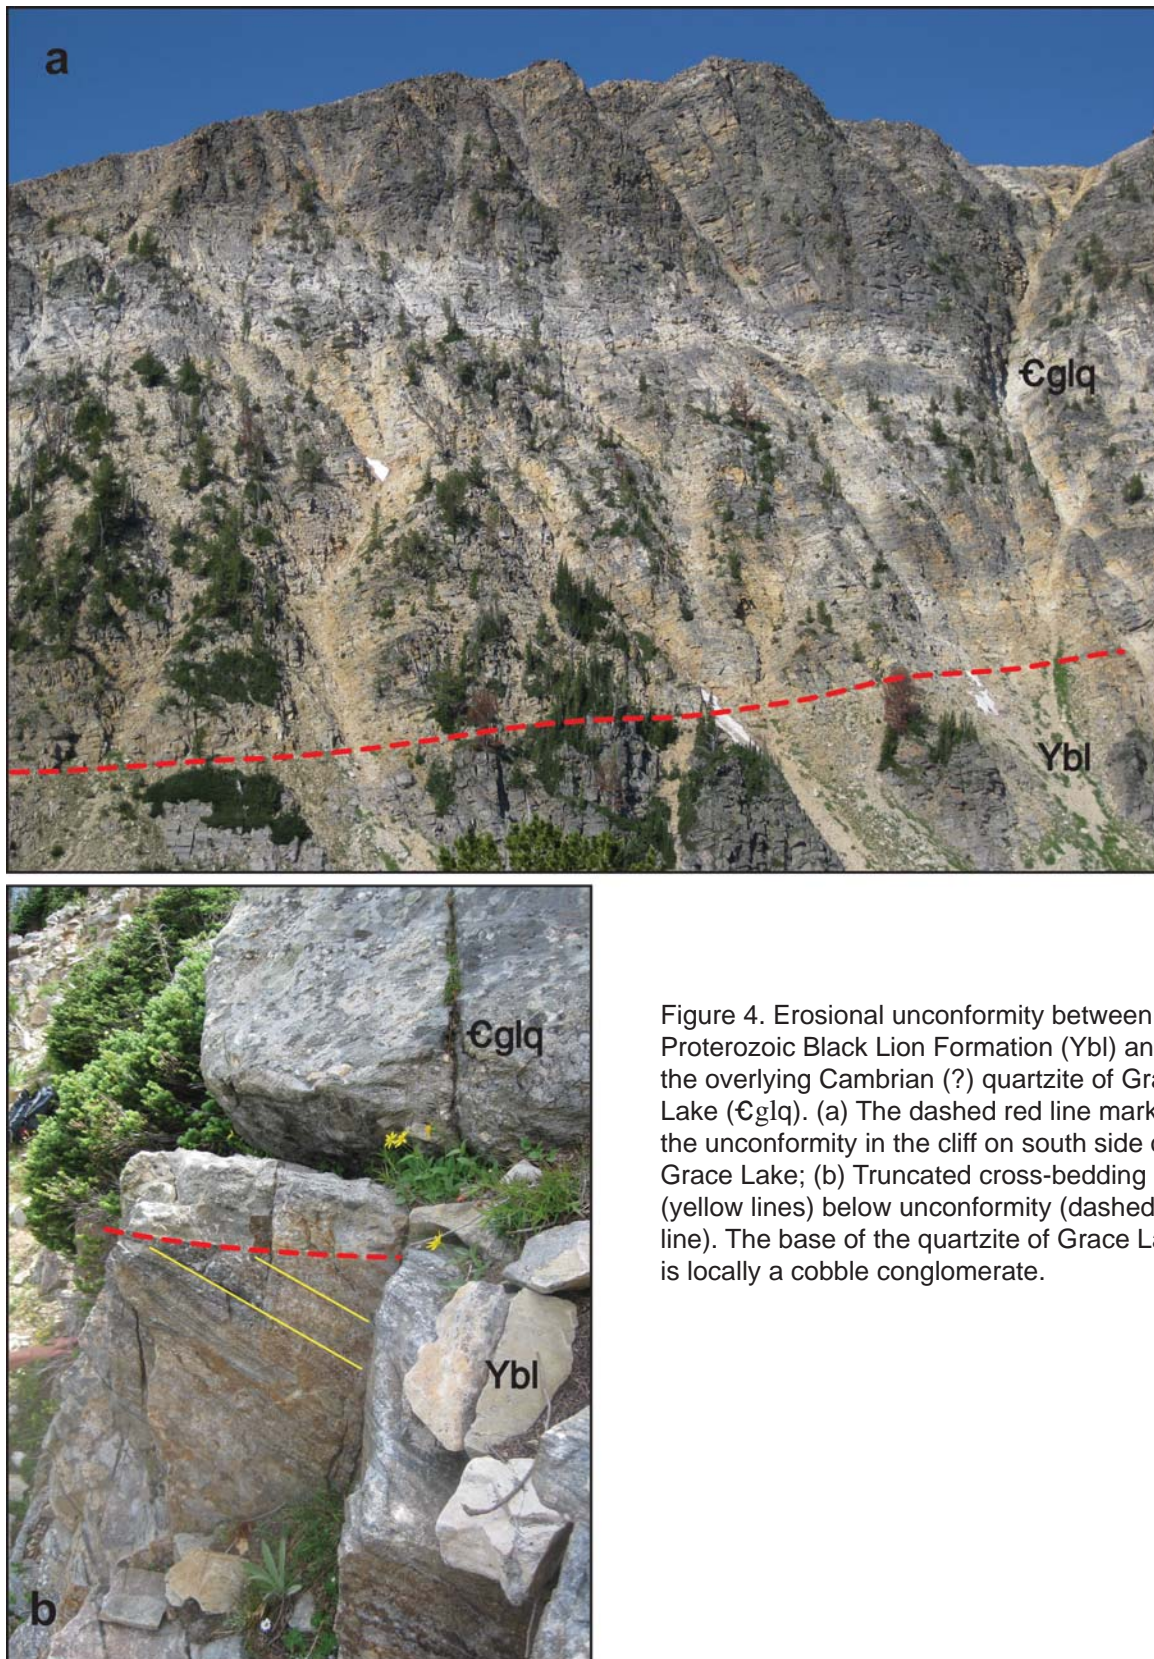 a
€glq
Ybl
€glq
Ybl
b
Figure 4. Erosional unconformity between
Proterozoic Black Lion Formation (Ybl) an
the overlying Cambrian (?) quartzite of Gra
Lake (€glq). (a) The dashed red line mark
the unconformity in the cliff on south side
Grace Lake; (b) Truncated cross-bedding
(yellow lines) below unconformity (dashed
line). The base of the quartzite of Grace La
is locally a cobble conglomerate.